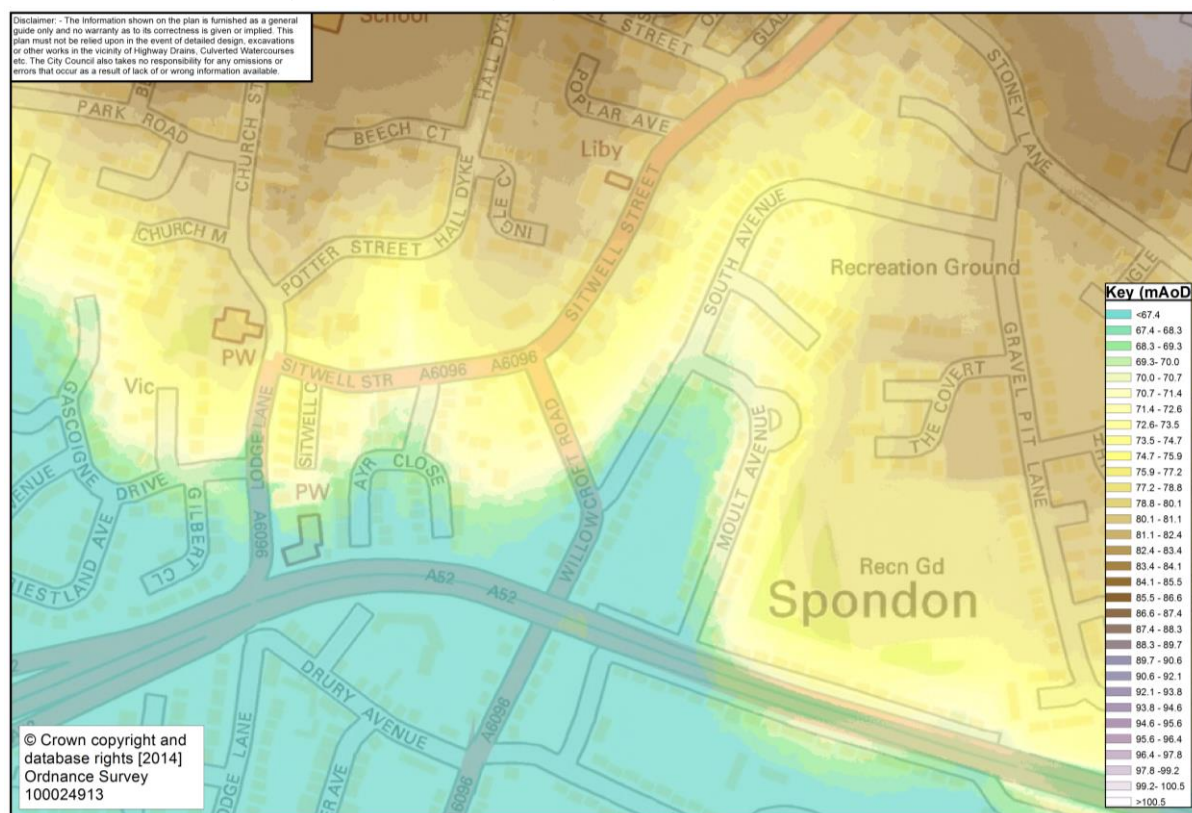 Disclaimer: - The Information shown on the plan is furnished as a general
guide only and no warranty as to its correctness is given or implied. This
plan must not be relied upon in the event of detailed design, excavations
or other works in the vicinity of Highway Drains, Culverted Watercourses
etc. The City Council also takes no responsibility for any omissions or
errors that occur as a result of lack of or wrong information available.
School
HALL DYKE
STREET
STONEY LANE
POPLAR AVE
PARK ROAD
CHURCH ST
BEECH CT
Liby
INGLE CV
CHURCH M
POTTER STREET
HALL DYKE
SITWELL STREET
SOUTH AVENUE
Recreation Ground
GRAVEL PIT LANE
PW
SITWELL STR
A6096
A6096
Vic
SITWELL C
LODGE LANE
A6096
GASCOIGNE
DRIVE
GILBERT CL
RIESTLAND AVE
PW
AYR CLOSE
WILLOWCROFT ROAD
MOULT AVENUE
THE COVERT
Recn Gd
Spondon
A52
A52
DRURY AVENUE
A6096
6096
Key (mAoD
<67.4
67.4 - 68.3
68.3 - 69.3
69.3- 70.0
70.0 - 70.7
70.7 - 71.4
71.4 - 72.6
72.6- 73.5
73.5 - 74.7
74.7 - 75.9
75.9 - 77.2
77.2 - 78.8
78.8 - 80.1
80.1 - 81.1
81.1 - 82.4
82.4 - 83.4
83.4 - 84.1
84.1 - 85.5
85.5 - 86.6
86.6 - 87.4
87.4 - 88.3
88.3 - 89.7
89.7 - 90.6
90.6 - 92.1
92.1 - 93.8
93.8 - 94.6
94.6 - 95.6
95.6 - 96.4
96.4 - 97.8
97.8 -99.2
99.2- 100.5
>100.5
© Crown copyright and
database rights [2014]
Ordnance Survey
100024913